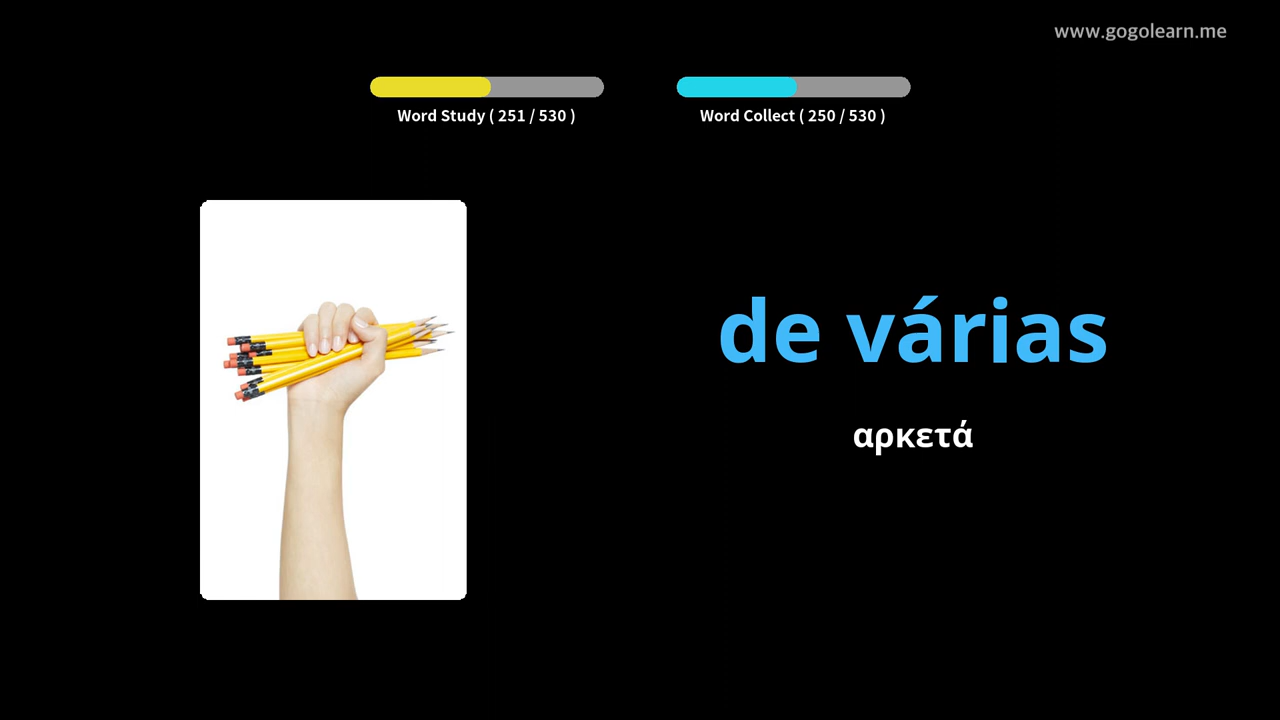 www.gogolearn.me
Word Study ( 251 / 530 )
Word Collect ( 250 / 530 )
de várias
αρκετά